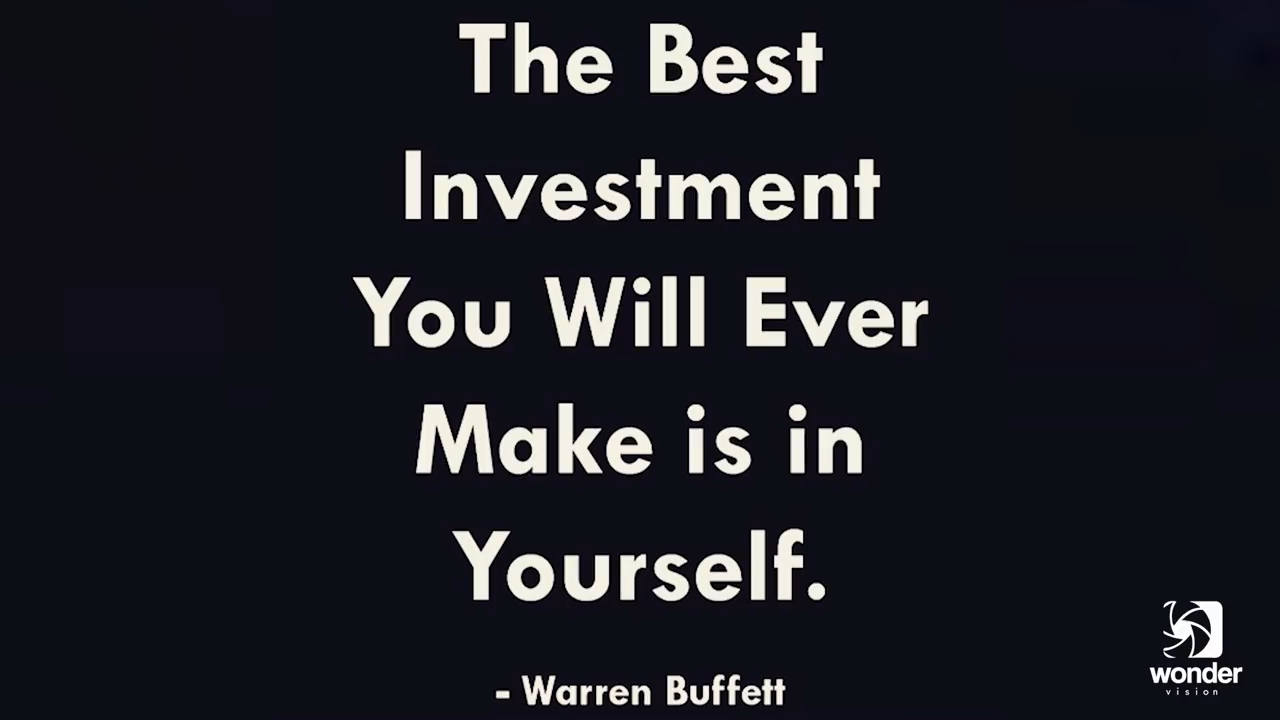 The Best
Investment
You Will Ever
Make is in
Yourself.
- Warren Buffett
wonder
vision